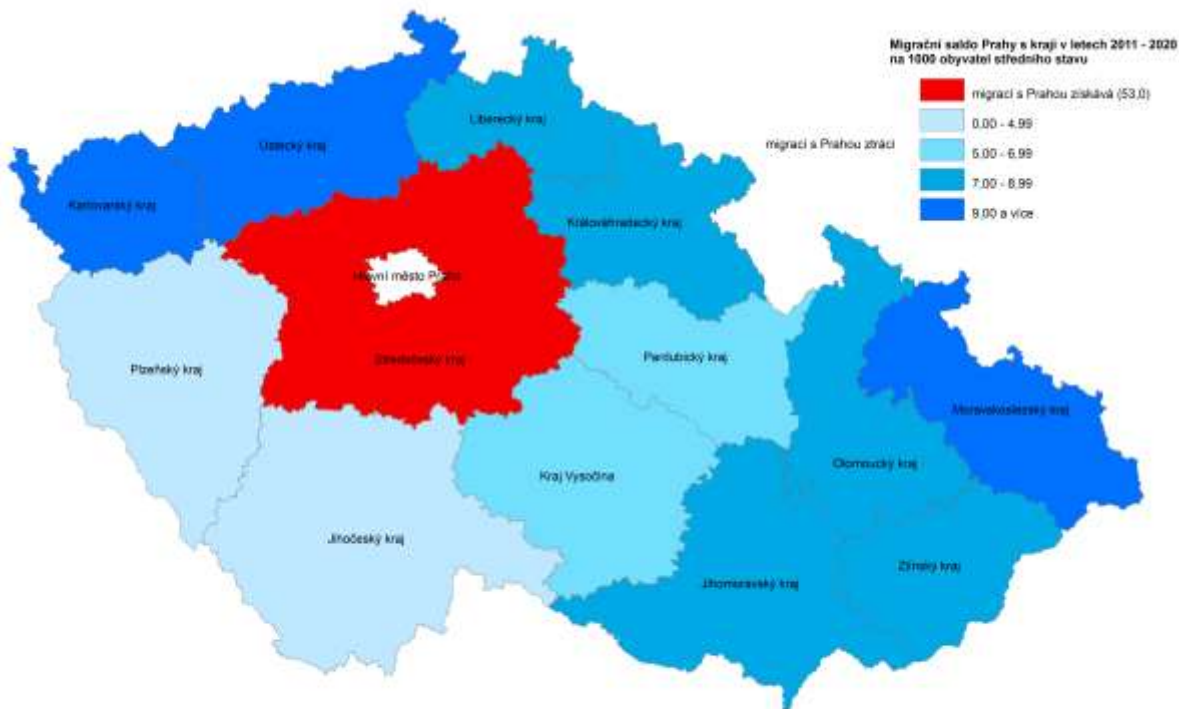 Migrační saldo Prahy s kraji v letech 2011 - 2020
na 1000 obyvatel středního stavu
migrací s Prahou získává (53,0)
0,00 - 4,99
migrací s Prahou ztrácí
5,00 - 6,99
7,00 - 8,99
9,00 a více
Liberecký kraj
Ústecký kraj
Karlovarský kraj
Královéhradecký kraj
Hlavní město Praha
Středočeský kraj
Pardubický kraj
Plzeňský kraj
Moravskoslezský kraj
Olomoucký kraj
Kraj Vysočina
Jihočeský kraj
Zlínský kraj
Jihomoravský kraj